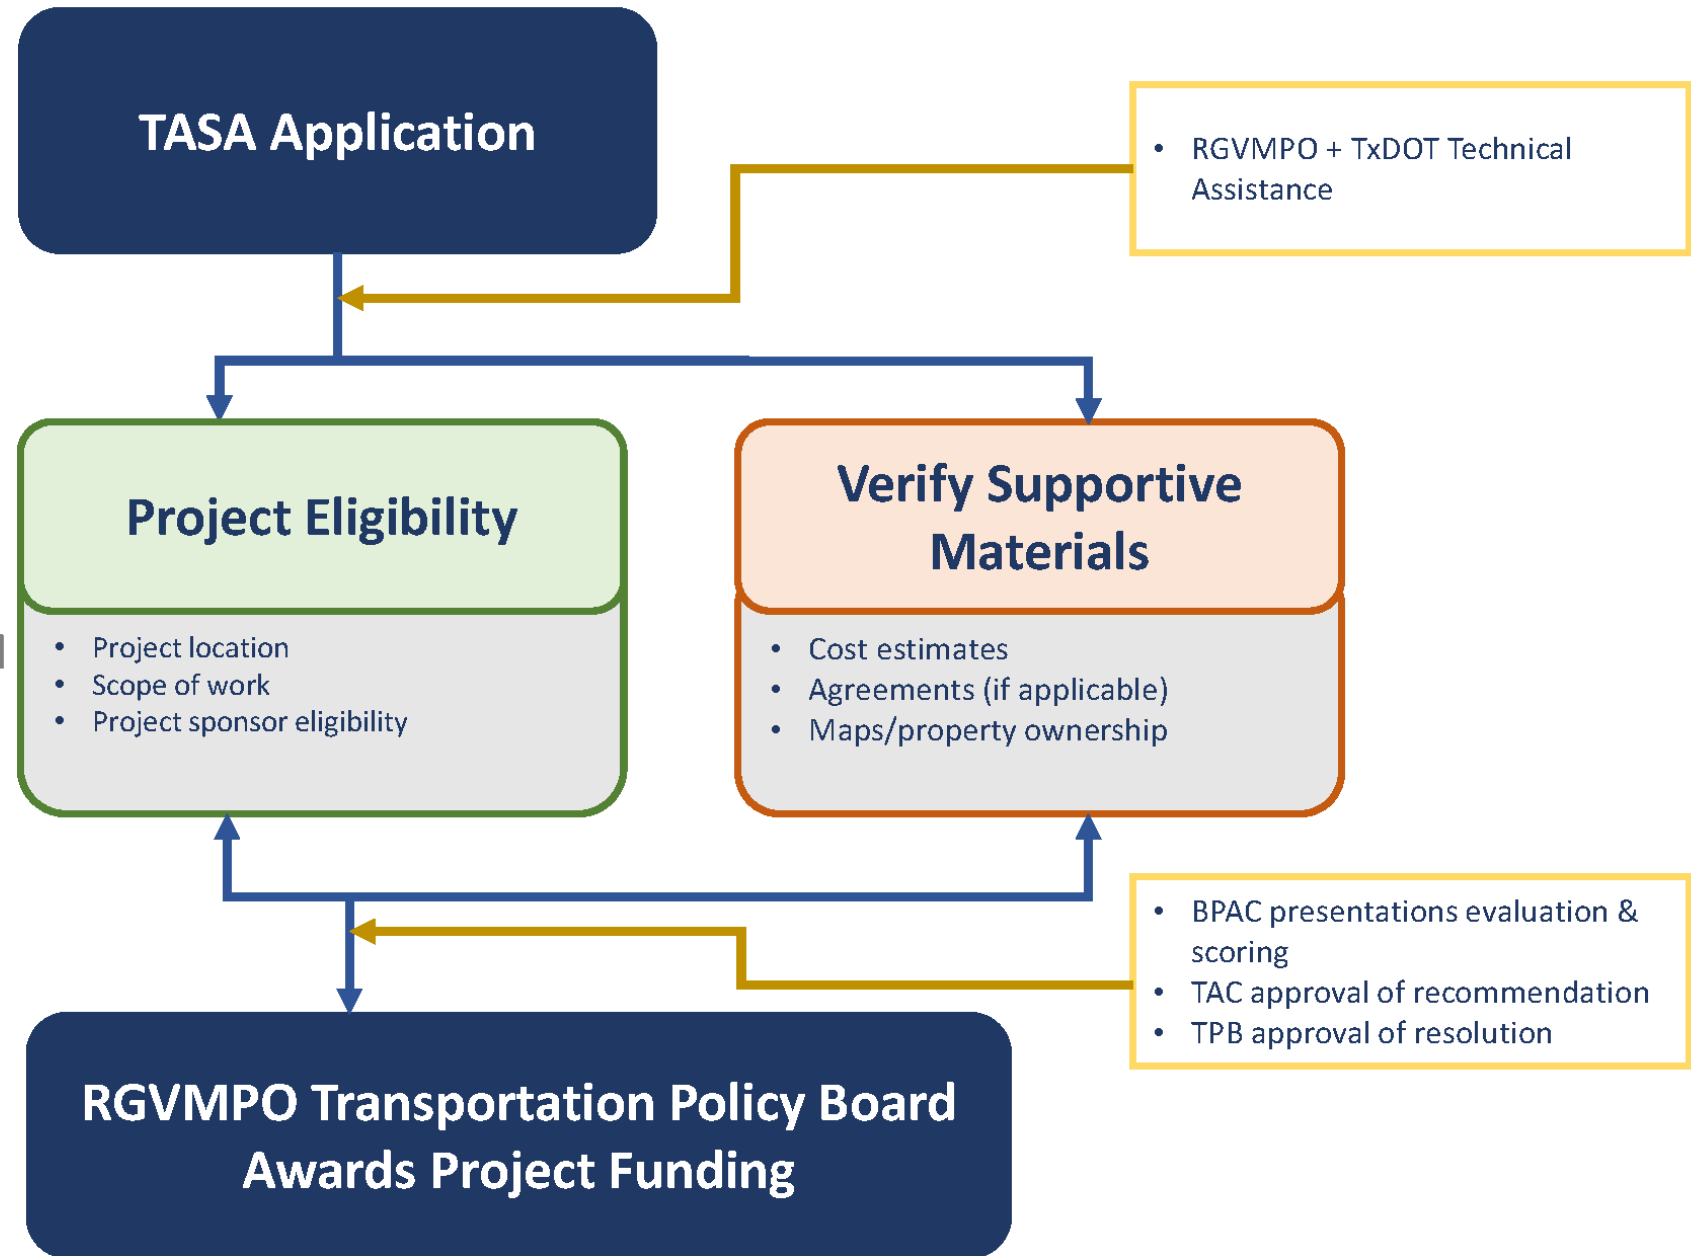 TASA Application
• RGVMPO + TxDOT Technical
Assistance
Project Eligibility
• Project location
• Scope of work
• Project sponsor eligibility
Verify Supportive
Materials
• Cost estimates
• Agreements (if applicable)
• Maps/property ownership
• BPAC presentations evaluation &
scoring
• TAC approval of recommendation
• TPB approval of resolution
RGVMPO Transportation Policy Board
Awards Project Funding